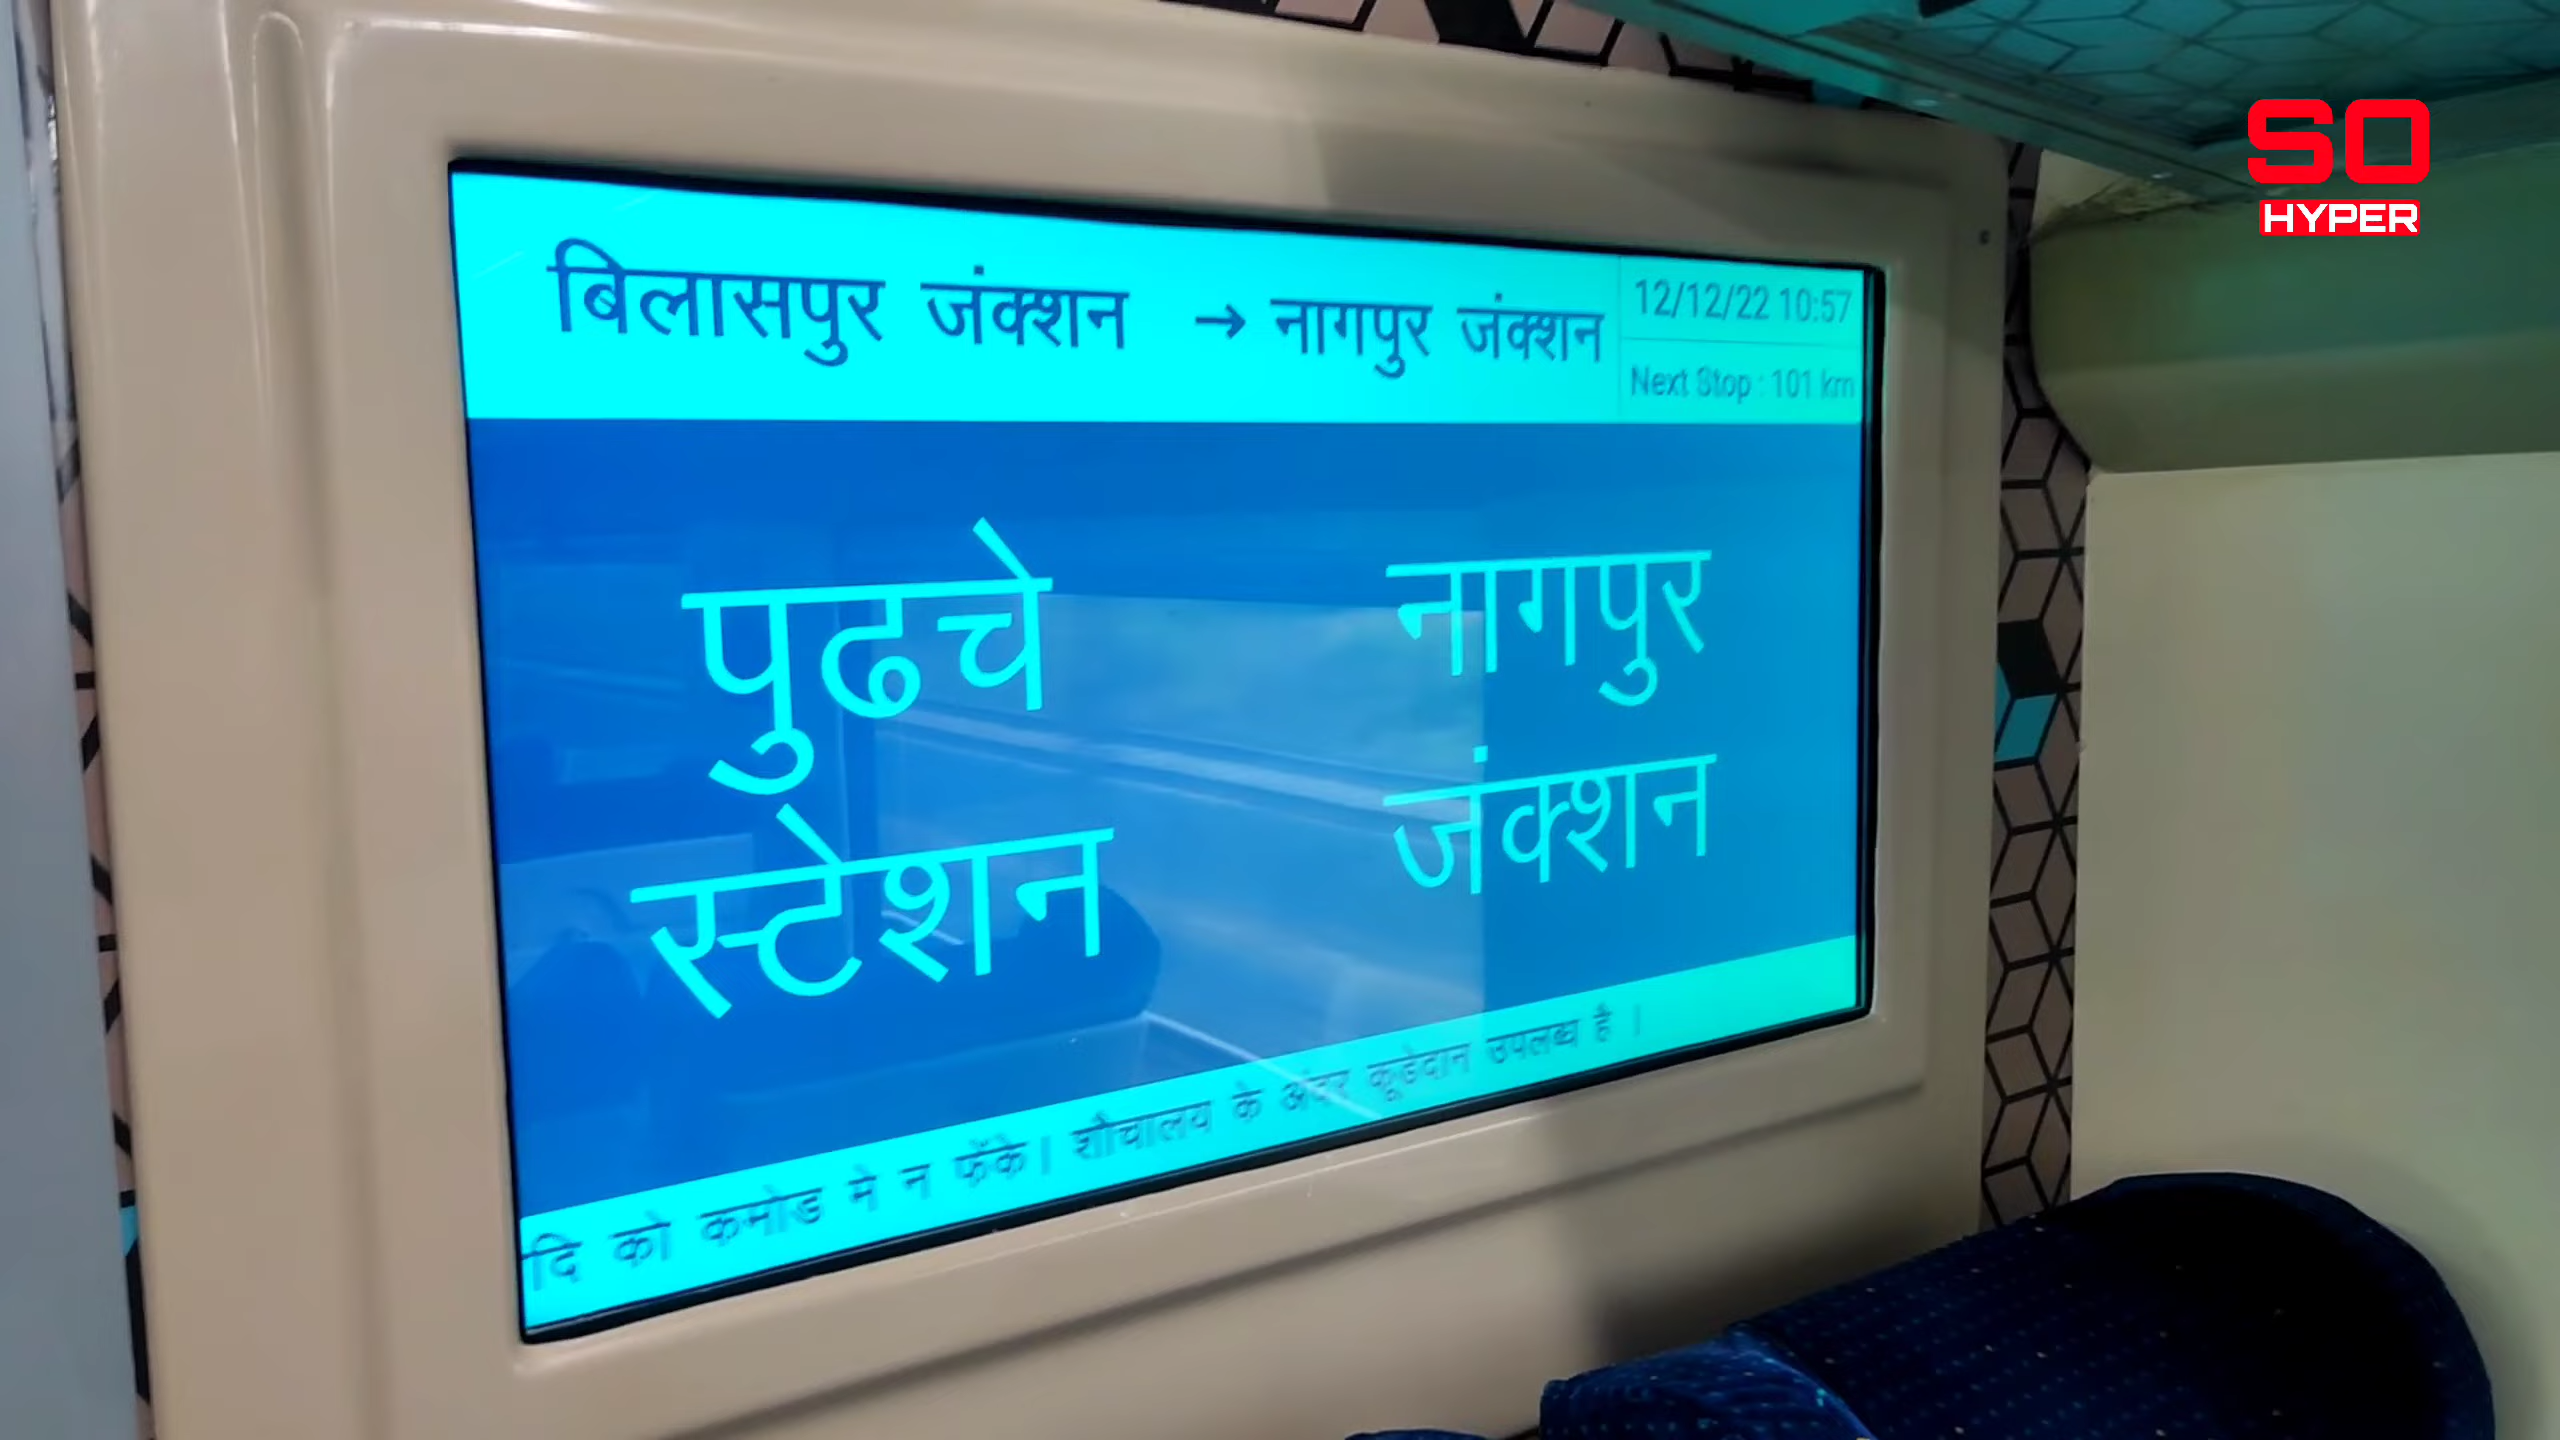 SO
HYPER
बिलासपुर जंक्शन → नागपुर जंक्शन
12/12/22 10:57
Next Stop : 101 km
पुढचे
स्टेशन
नागपुर
जंक्शन
दि को कमोड मे न फेंके। शौचालय के अंदर कूडेदान उपलब्ध है ।